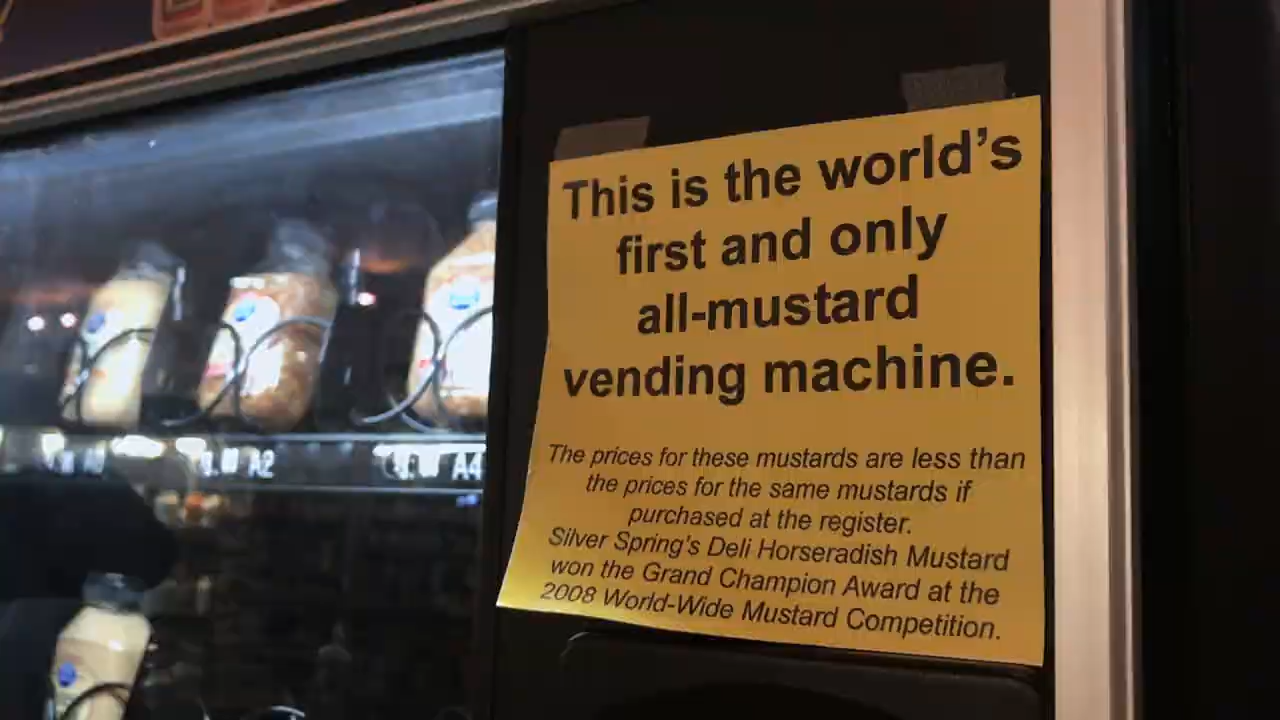 This is the world's
first and only
all-mustard
vending machine.
The prices for these mustards are less than
the prices for the same mustards if
purchased at the register.
Silver Spring's Deli Horseradish Mustard
won the Grand Champion Award at the
2008 World-Wide Mustard Competition.
A2
A4